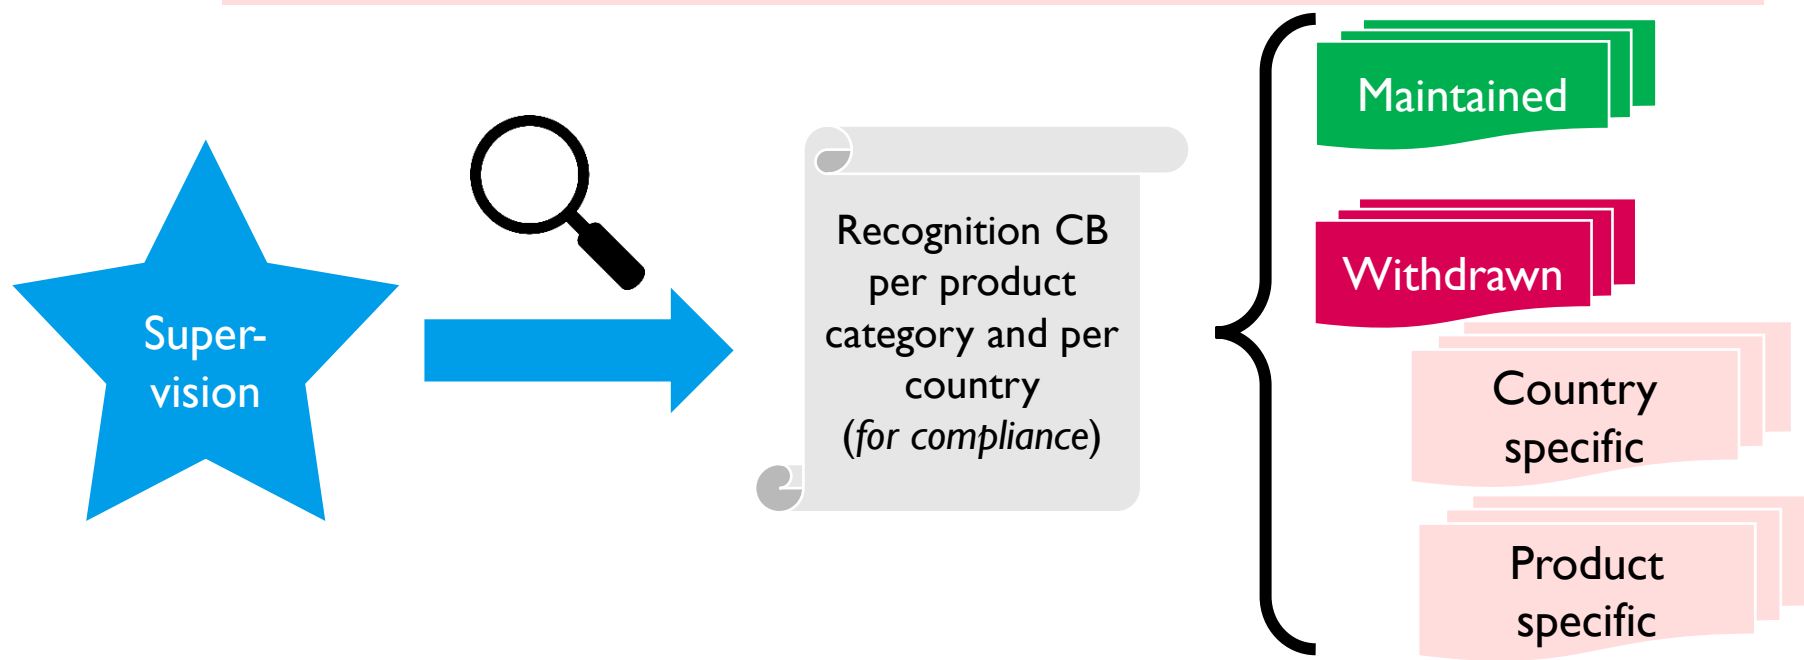 Super-
vision
Recognition CB
per product
category and per
country
(for compliance)
Maintained
Withdrawn
Country
specific
Product
specific